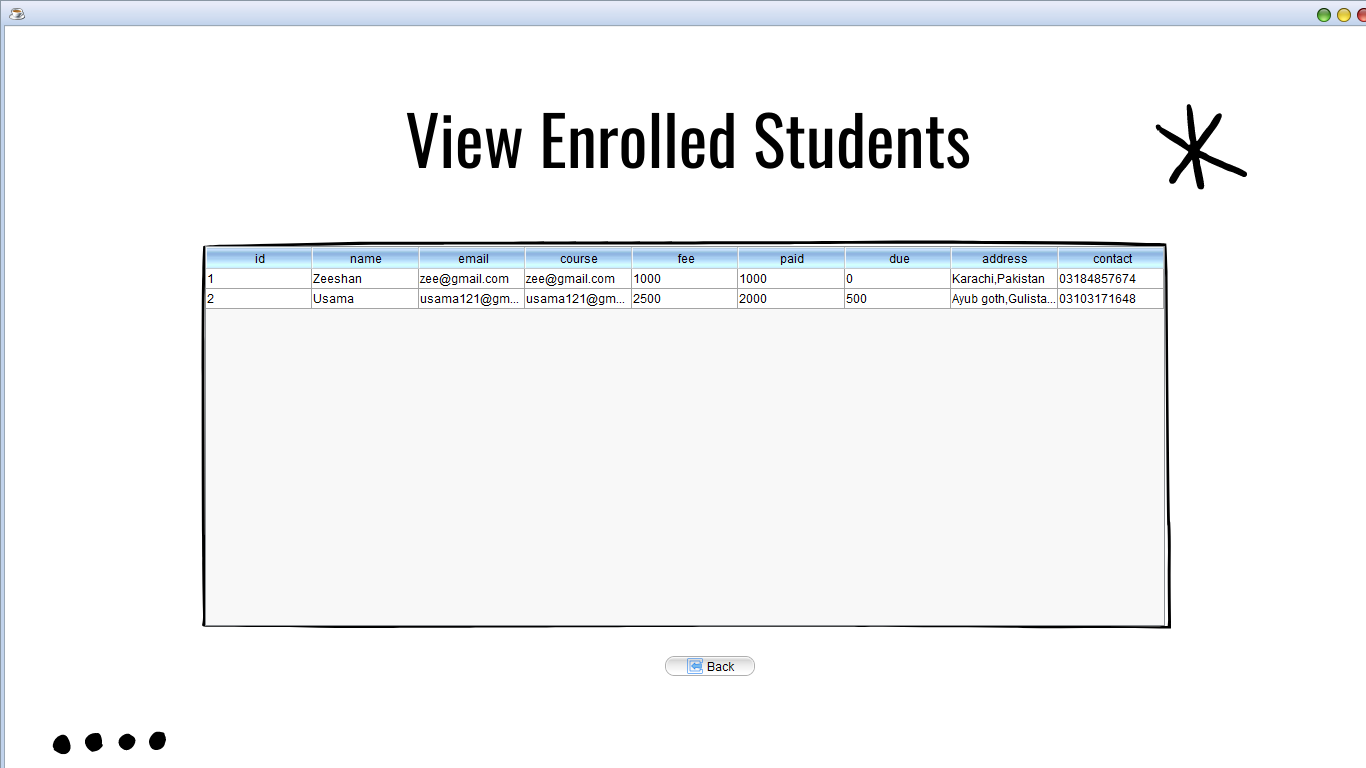 View Enrolled Students
id name email course fee paid due address contact
1 Zeeshan zee@gmail.com zee@gmail.com 1000 1000 0 Karachi,Pakistan 03184857674
2 Usama usama121@gm... usama121@gm... 2500 2000 500 Ayub goth,Gulista... 03103171648
Back